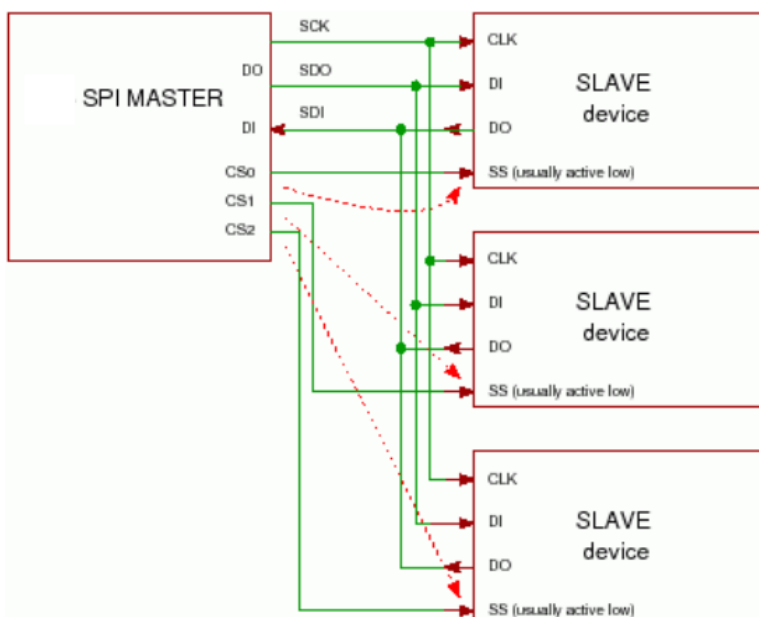 SCK
CLK
DO
SDO
DI
SLAVE
device
SPI MASTER
DI
SDI
DO
CS0
SS (usually active low)
CS1
CS2
CLK
DI
SLAVE
device
DO
SS (usually active low)
CLK
DI
SLAVE
device
DO
SS (usually active low)